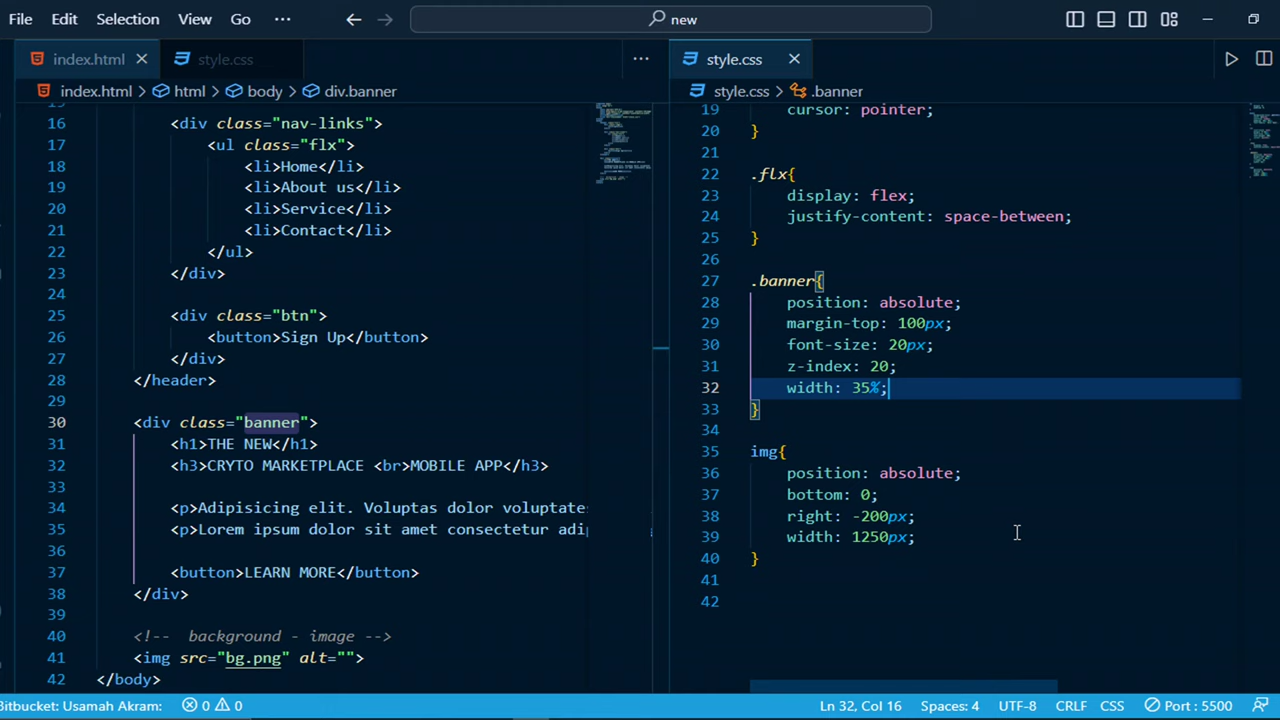 File Edit Selection View Go ··· new
index.html style.css ···
index.html > html > body > div.banner
15
16 <div class="nav-links">
17 <ul class="flx">
18 <li>Home</li>
19 <li>About us</li>
20 <li>Service</li>
21 <li>Contact</li>
22 </ul>
23 </div>
24
25 <div class="btn">
26 <button>Sign Up</button>
27 </div>
28 </header>
29
30 <div class="banner">
31 <h1>THE NEW</h1>
32 <h3>CRYTO MARKETPLACE <br>MOBILE APP</h3>
33
34 <p>Adipisicing elit. Voluptas dolor voluptate
35 <p>Lorem ipsum dolor sit amet consectetur adi
36
37 <button>LEARN MORE</button>
38 </div>
39
40 <!-- background - image -->
41 <img src="bg.png" alt="">
42 </body>
style.css
style.css > .banner
19 cursor: pointer;
20 }
21
22 .flx{
23 display: flex;
24 justify-content: space-between;
25 }
26
27 .banner{
28 position: absolute;
29 margin-top: 100px;
30 font-size: 20px;
31 z-index: 20;
32 width: 35%;
33 }
34
35 img{
36 position: absolute;
37 bottom: 0;
38 right: -200px;
39 width: 1250px;
40 }
41
42
Bitbucket: Usamah Akram: 0 0 Ln 32, Col 16 Spaces: 4 UTF-8 CRLF CSS Port : 5500